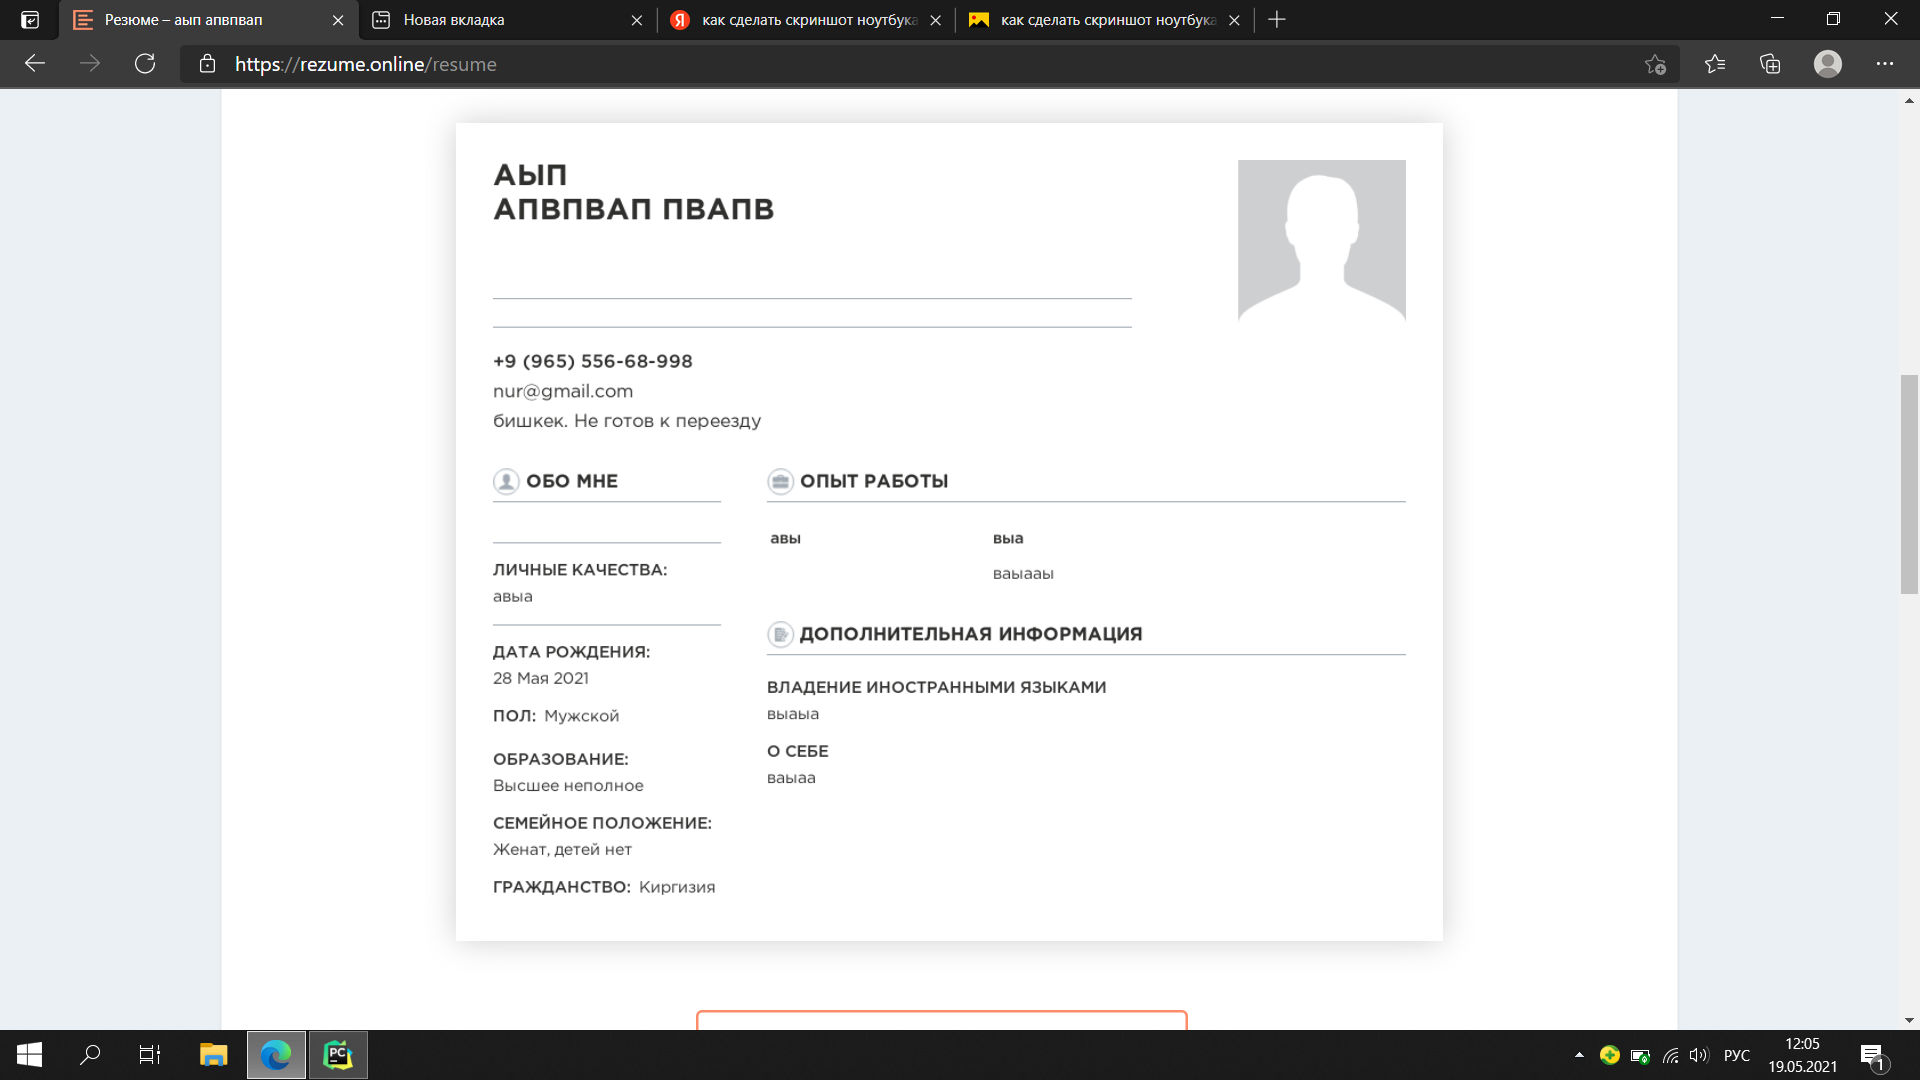 Резюме – аып апвпвап
Новая вкладка
как сделать скриншот ноутбука
как сделать скриншот ноутбука
https://rezume.online/resume
АЫП
АПВПВАП ПВАПВ
+9 (965) 556-68-998
nur@gmail.com
бишкек. Не готов к переезду
ОБО МНЕ
ЛИЧНЫЕ КАЧЕСТВА:
авыа
ДАТА РОЖДЕНИЯ:
28 Мая 2021
ПОЛ: Мужской
ОБРАЗОВАНИЕ:
Высшее неполное
СЕМЕЙНОЕ ПОЛОЖЕНИЕ:
Женат, детей нет
ГРАЖДАНСТВО: Киргизия
ОПЫТ РАБОТЫ
авы
выа
ваыааы
ДОПОЛНИТЕЛЬНАЯ ИНФОРМАЦИЯ
ВЛАДЕНИЕ ИНОСТРАННЫМИ ЯЗЫКАМИ
выаыа
О СЕБЕ
ваыаа
PC
РУС
12:05
19.05.2021
1